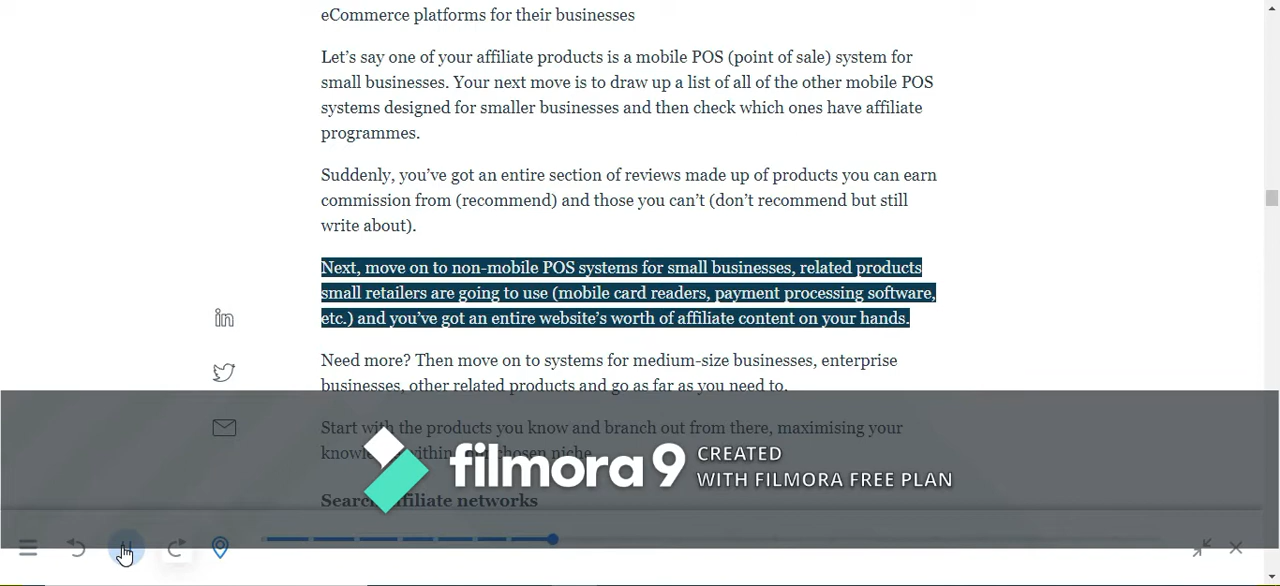 eCommerce platforms for their businesses
Let’s say one of your affiliate products is a mobile POS (point of sale) system for
small businesses. Your next move is to draw up a list of all of the other mobile POS
systems designed for smaller businesses and then check which ones have affiliate
programmes.
Suddenly, you’ve got an entire section of reviews made up of products you can earn
commission from (recommend) and those you can’t (don’t recommend but still
write about).
Next, move on to non-mobile POS systems for small businesses, related products
small retailers are going to use (mobile card readers, payment processing software,
etc.) and you’ve got an entire website’s worth of affiliate content on your hands.
Need more? Then move on to systems for medium-size businesses, enterprise
businesses, other related products and go as far as you need to.
Start with the products you know and branch out from there, maximising your
chosen niche.
filmora 9 CREATED
WITH FILMORA FREE PLAN
Search affiliate networks